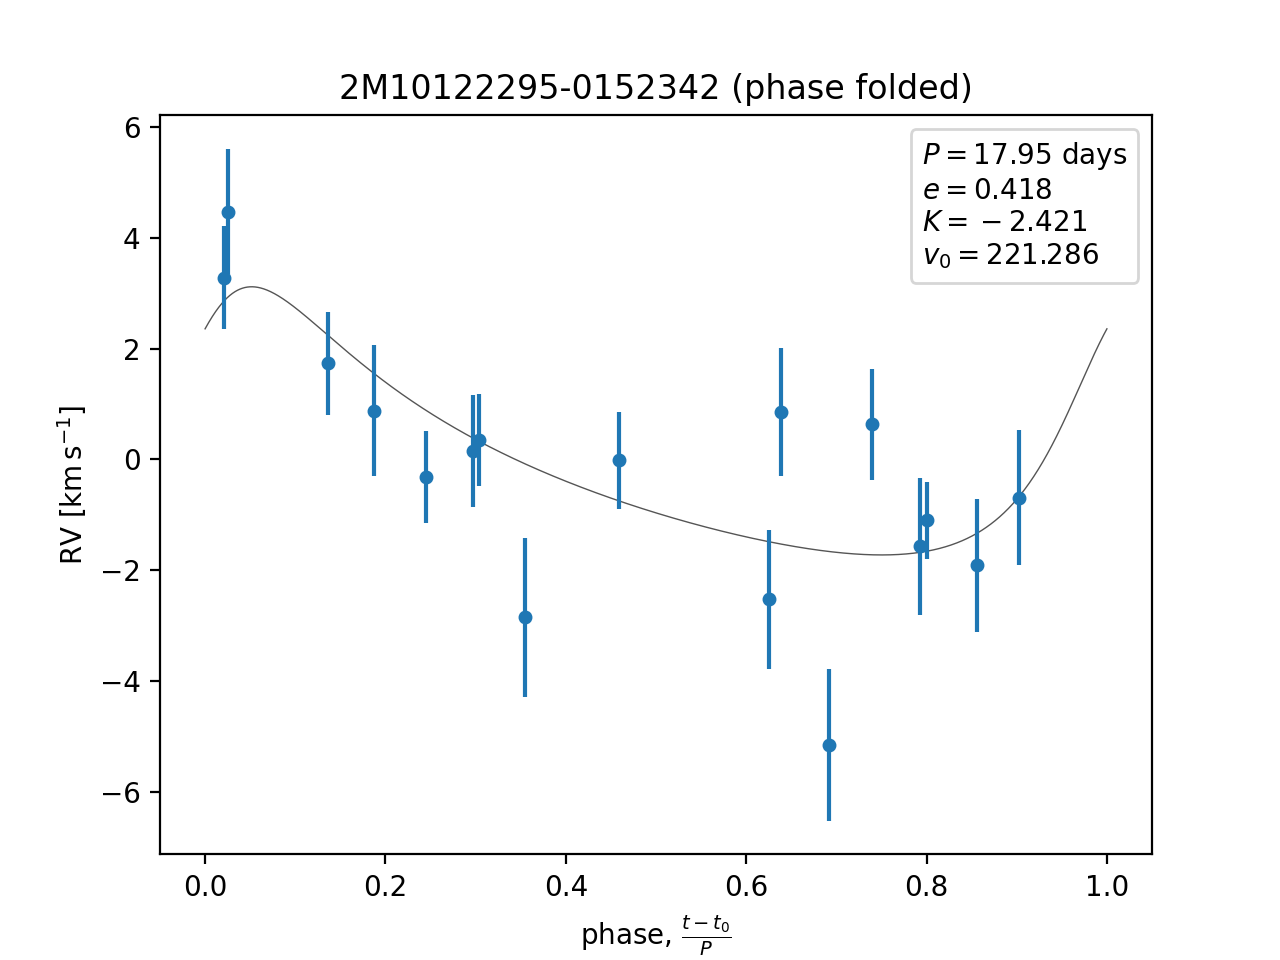 2M10122295-0152342 (phase folded)
P = 17.95 days
e = 0.418
K = −2.421
v₀ = 221.286
RV [km s⁻¹]
6
4
2
0
−2
−4
−6
0.0 0.2 0.4 0.6 0.8 1.0
phase, (t − t₀)/P